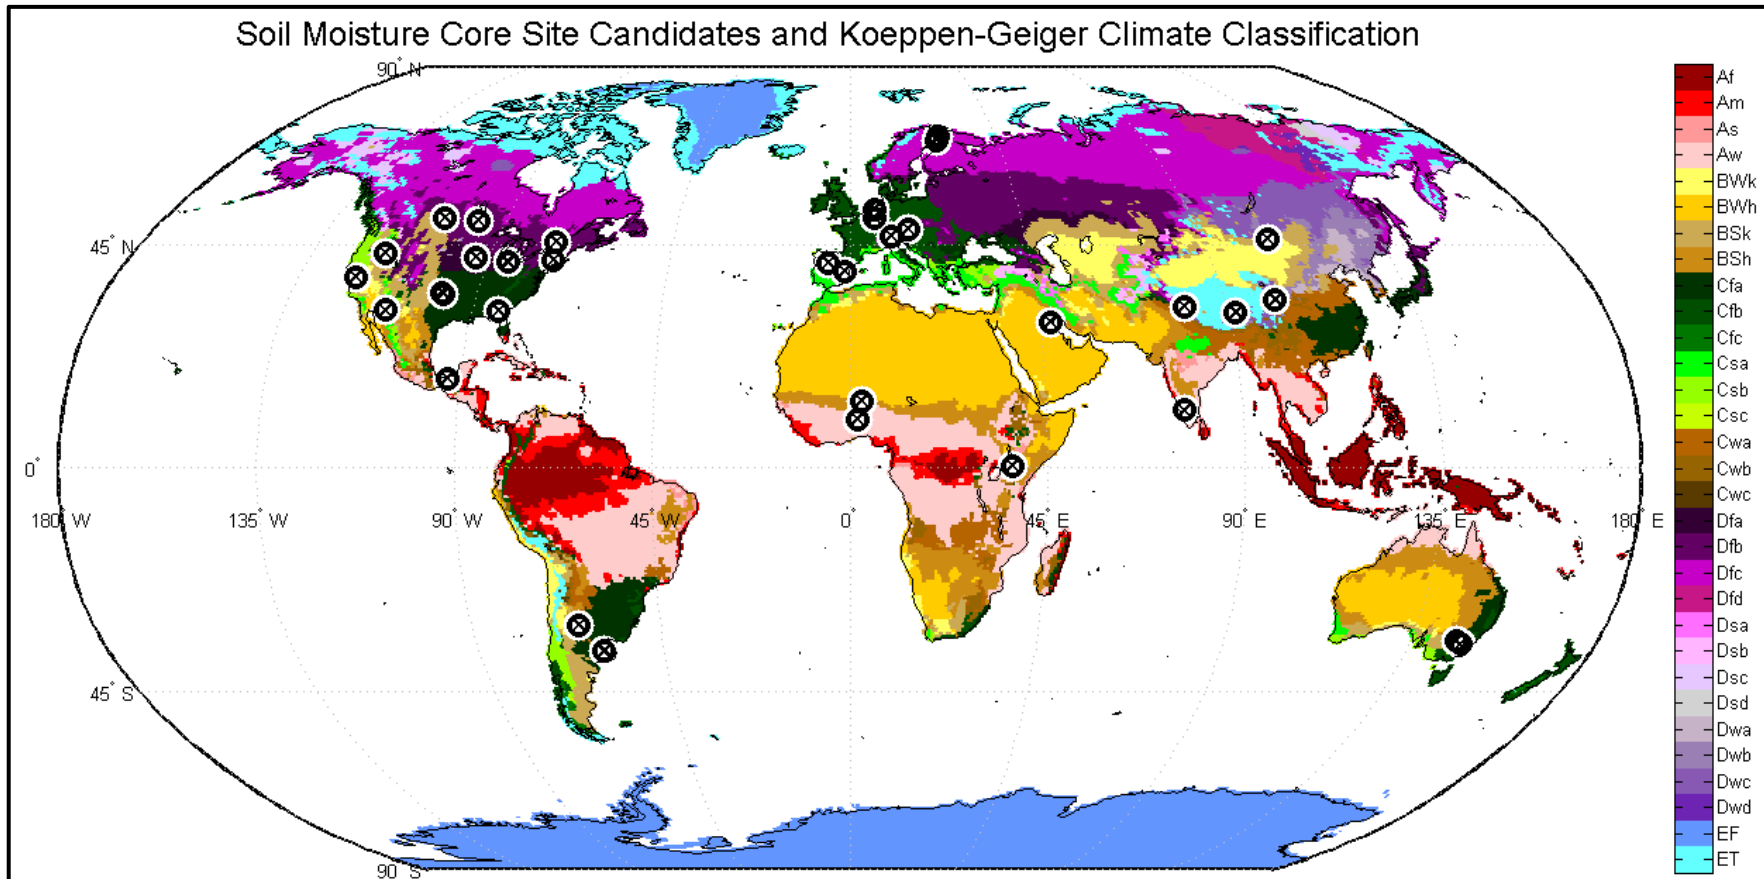 Soil Moisture Core Site Candidates and Koeppen-Geiger Climate Classification
90° N
45° N
0°
180° W
135° W
90° W
45° W
0°
45° E
90° E
135° E
180° E
45° S
90° S
Af
Am
As
Aw
BWk
BWh
BSk
BSh
Cfa
Cfb
Cfc
Csa
Csb
Csc
Cwa
Cwb
Cwc
Dfa
Dfb
Dfc
Dfd
Dsa
Dsb
Dsc
Dsd
Dwa
Dwb
Dwc
Dwd
EF
ET